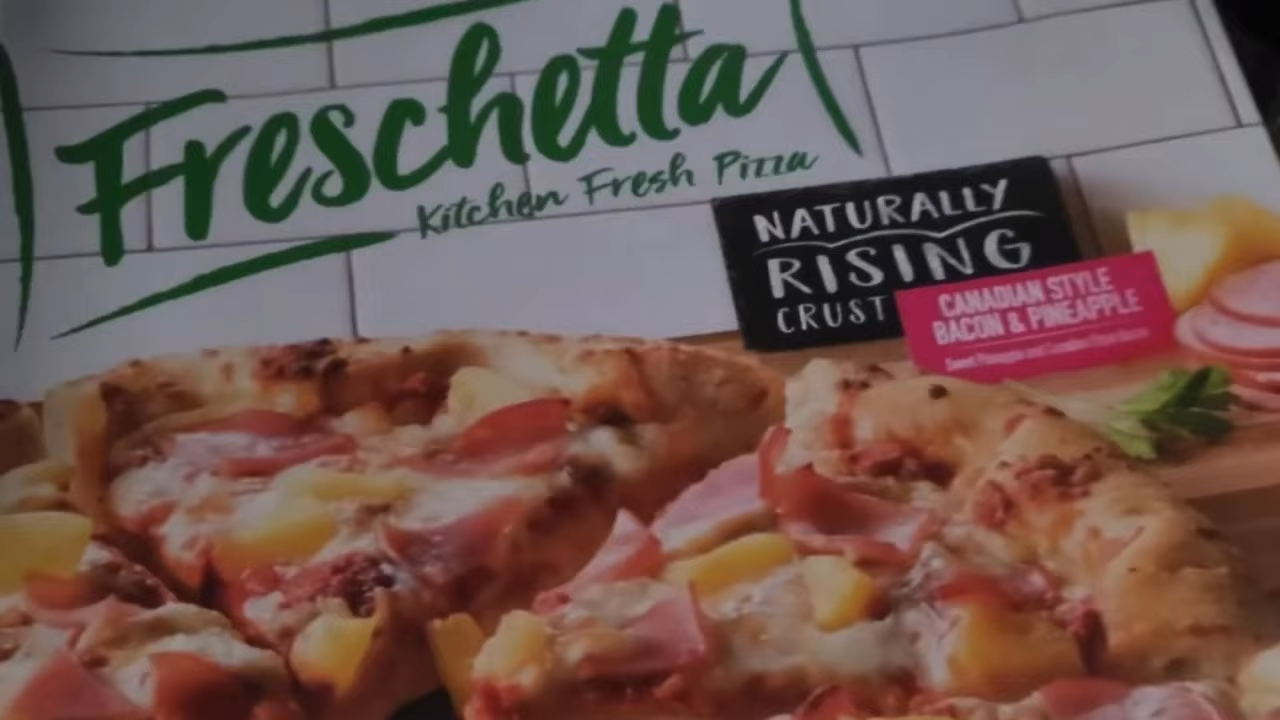 Freschetta
Kitchen Fresh Pizza
NATURALLY
RISING
CRUST
CANADIAN STYLE
BACON & PINEAPPLE